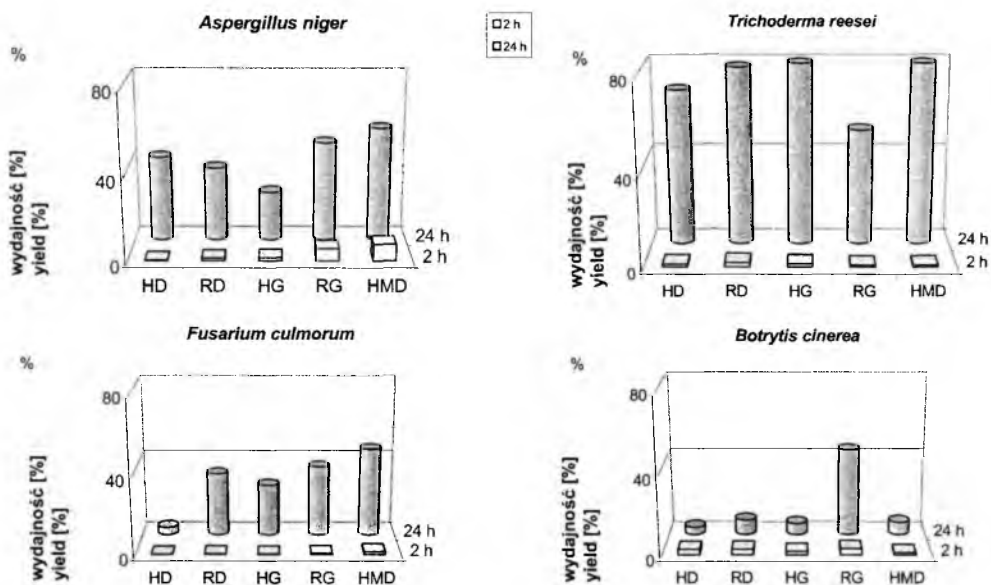 Aspergillus niger
2 h
24 h
Trichoderma reesei
%
80
40
0
wydajność [%]
yield [%]
24 h
2 h
HD RD HG RG HMD
%
80
40
0
wydajność [%]
yield [%]
24 h
2 h
HD RD HG RG HMD
Fusarium culmorum
Botrytis cinerea
%
80
40
0
wydajność [%]
yield [%]
24 h
2 h
HD RD HG RG HMD
%
80
40
0
wydajność [%]
yield [%]
24 h
2 h
HD RD HG RG HMD